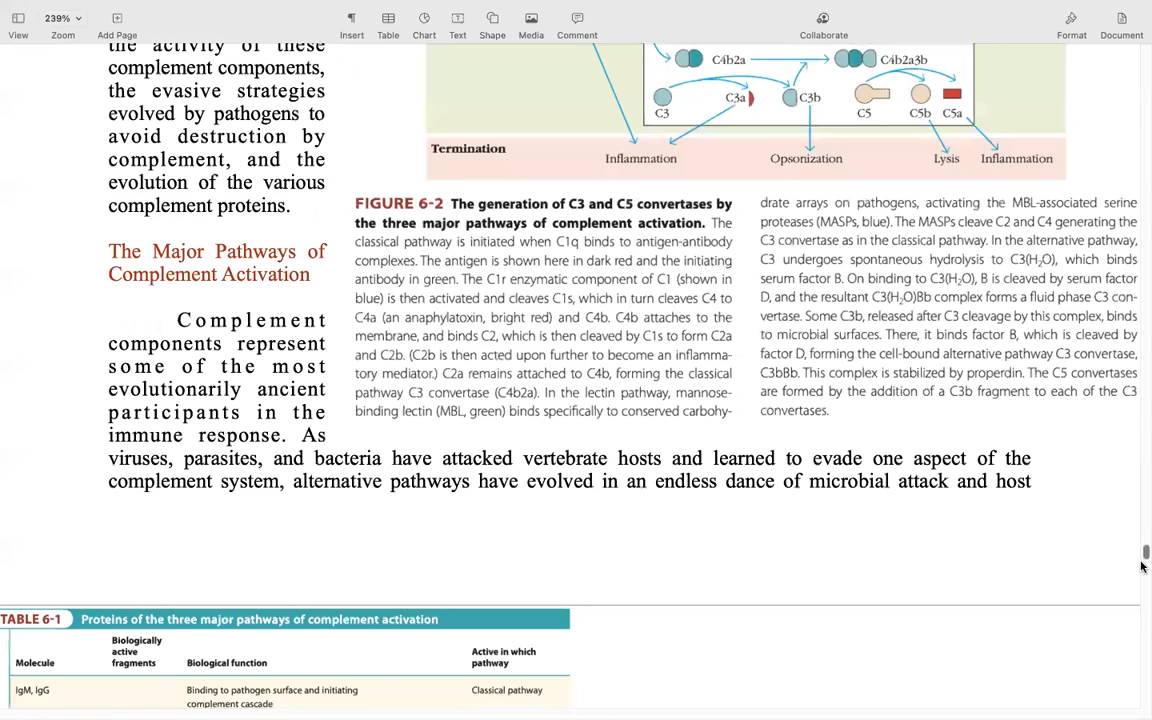 239%
View
Zoom
Add Page
Insert
Table
Chart
Text
Shape
Media
Comment
Collaborate
Format
Document
the activity of these
complement components,
the evasive strategies
evolved by pathogens to
avoid destruction by
complement, and the
evolution of the various
complement proteins.
The Major Pathways of
Complement Activation
Complement
components represent
some of the most
evolutionarily ancient
participants in the
immune response. As
viruses, parasites, and bacteria have attacked vertebrate hosts and learned to evade one aspect of the
complement system, alternative pathways have evolved in an endless dance of microbial attack and host
C4b2a
C4b2a3b
C3
C3a
C3b
C5
C5b
C5a
Termination
Inflammation
Opsonization
Lysis
Inflammation
FIGURE 6-2 The generation of C3 and C5 convertases by
the three major pathways of complement activation. The
classical pathway is initiated when C1q binds to antigen-antibody
complexes. The antigen is shown here in dark red and the initiating
antibody in green. The C1r enzymatic component of C1 (shown in
blue) is then activated and cleaves C1s, which in turn cleaves C4 to
C4a (an anaphylatoxin, bright red) and C4b. C4b attaches to the
membrane, and binds C2, which is then cleaved by C1s to form C2a
and C2b. (C2b is then acted upon further to become an inflamma-
tory mediator.) C2a remains attached to C4b, forming the classical
pathway C3 convertase (C4b2a). In the lectin pathway, mannose-
binding lectin (MBL, green) binds specifically to conserved carbohy-
drate arrays on pathogens, activating the MBL-associated serine
proteases (MASPs, blue). The MASPs cleave C2 and C4 generating the
C3 convertase as in the classical pathway. In the alternative pathway,
C3 undergoes spontaneous hydrolysis to C3(H₂O), which binds
serum factor B. On binding to C3(H₂O), B is cleaved by serum factor
D, and the resultant C3(H₂O)Bb complex forms a fluid phase C3 con-
vertase. Some C3b, released after C3 cleavage by this complex, binds
to microbial surfaces. There, it binds factor B, which is cleaved by
factor D, forming the cell-bound alternative pathway C3 convertase,
C3bBb. This complex is stabilized by properdin. The C5 convertases
are formed by the addition of a C3b fragment to each of the C3
convertases.
TABLE 6-1 Proteins of the three major pathways of complement activation
Molecule
Biologically
active
fragments
Biological function
Active in which
pathway
IgM, IgG
Binding to pathogen surface and initiating
complement cascade
Classical pathway